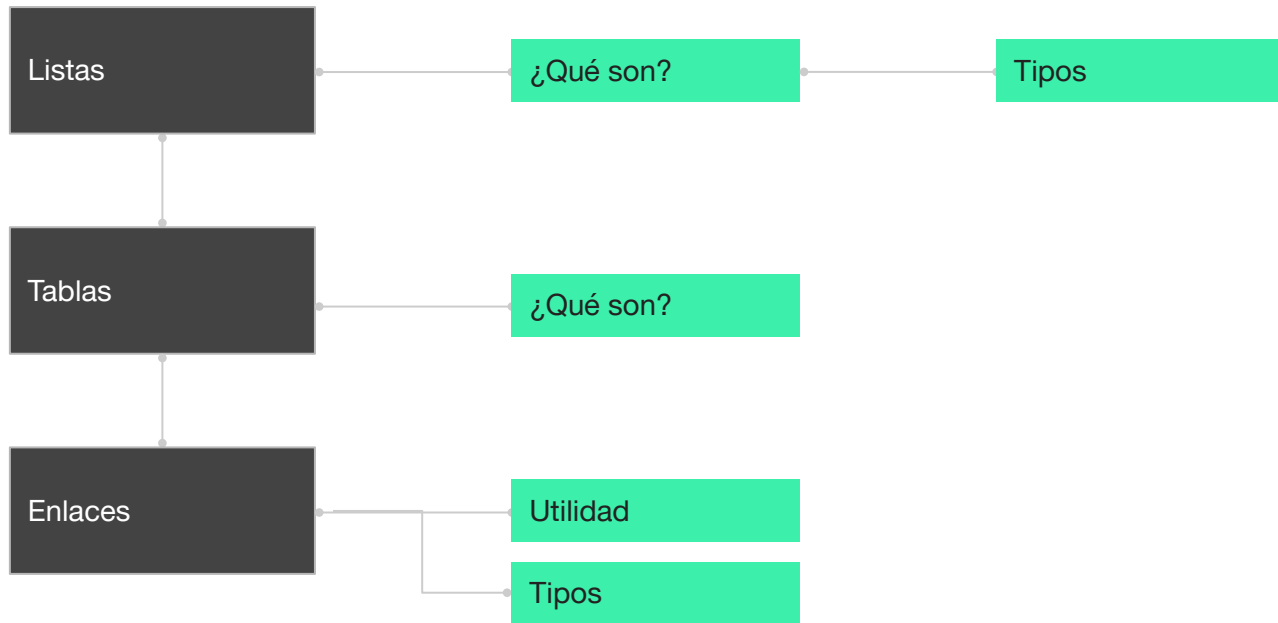 Listas
¿Qué son?
Tipos
Tablas
¿Qué son?
Enlaces
Utilidad
Tipos